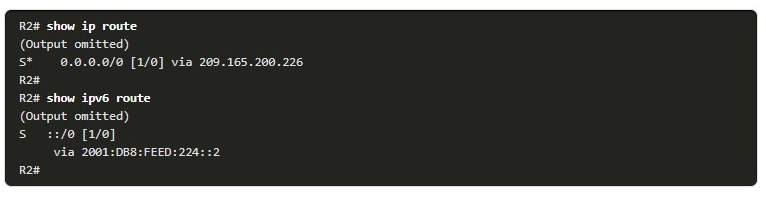 R2# show ip route
(Output omitted)
S*    0.0.0.0/0 [1/0] via 209.165.200.226
R2#
R2# show ipv6 route
(Output omitted)
S   ::/0 [1/0]
     via 2001:DB8:FEED:224::2
R2#